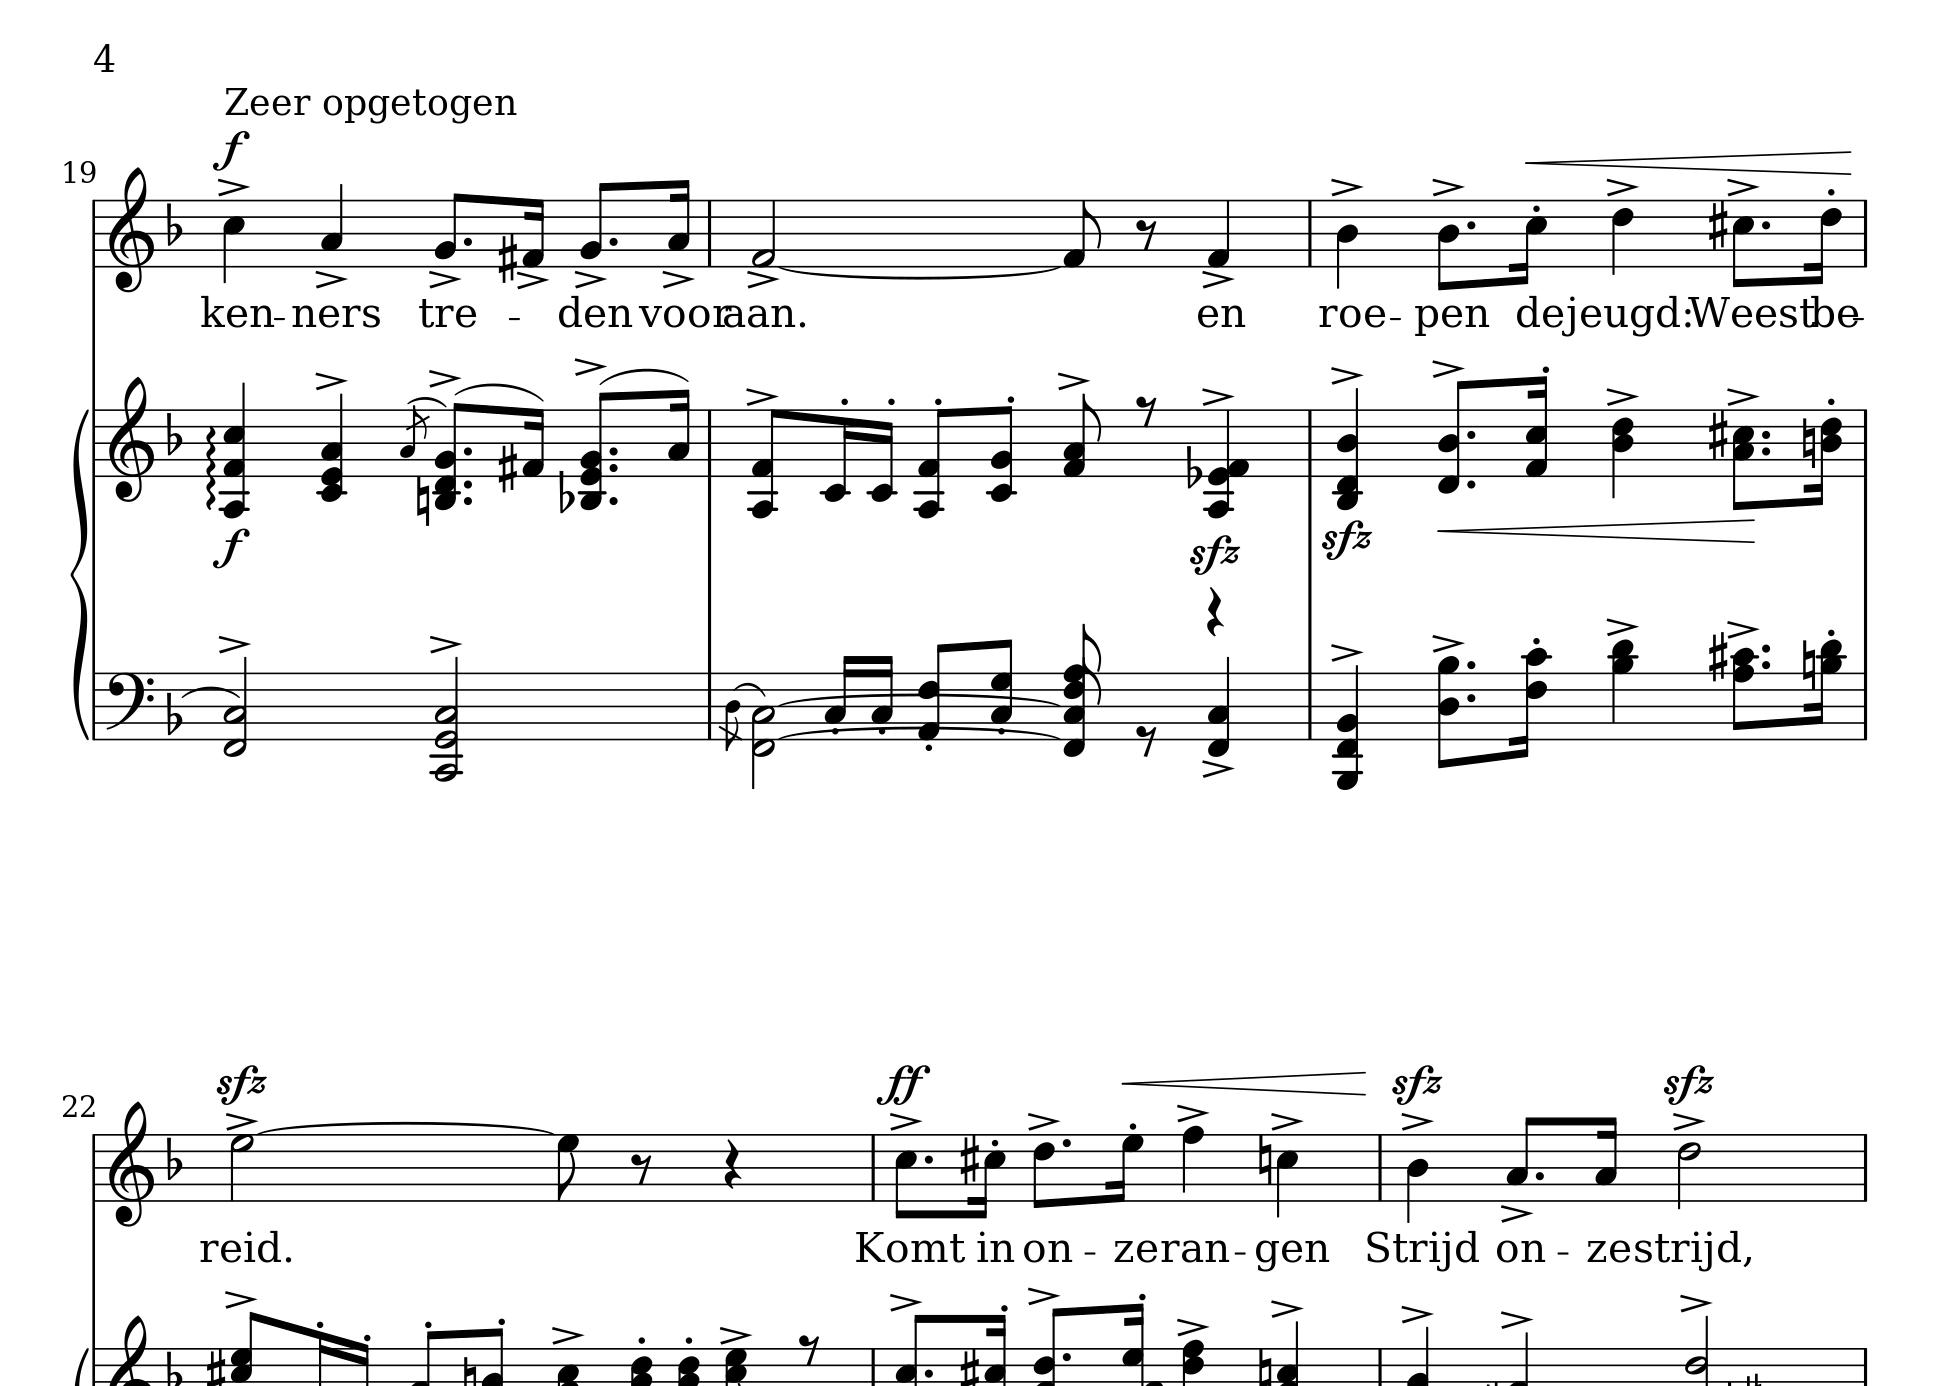 4
Zeer opgetogen
f
19
ken-ners tre - den voor aan. en roe-pen de jeugd: Weest be-
f sfz sfz
sfz ff sfz sfz
22
reid. Komt in on - ze ran-gen Strijd on - ze strijd,